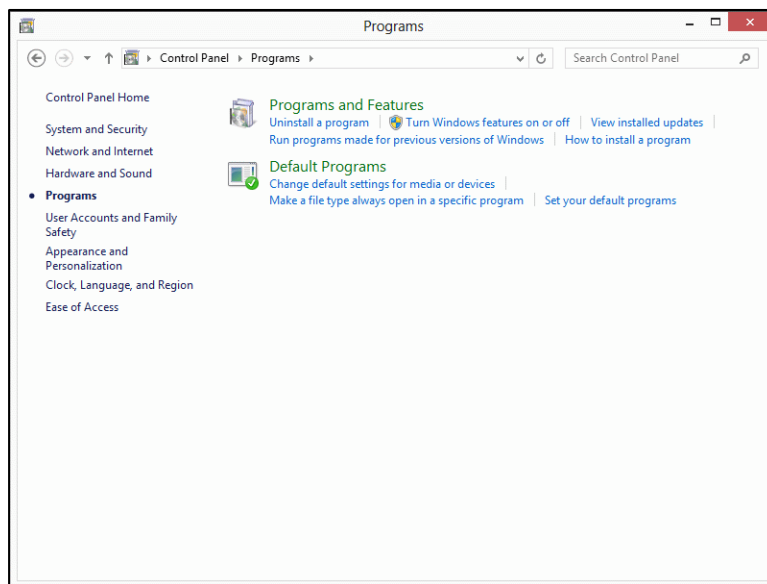 Programs
Control Panel Programs
Search Control Panel
Control Panel Home
System and Security
Network and Internet
Hardware and Sound
Programs
User Accounts and Family
Safety
Appearance and
Personalization
Clock, Language, and Region
Ease of Access
Programs and Features
Uninstall a program Turn Windows features on or off View installed updates
Run programs made for previous versions of Windows How to install a program
Default Programs
Change default settings for media or devices
Make a file type always open in a specific program Set your default programs